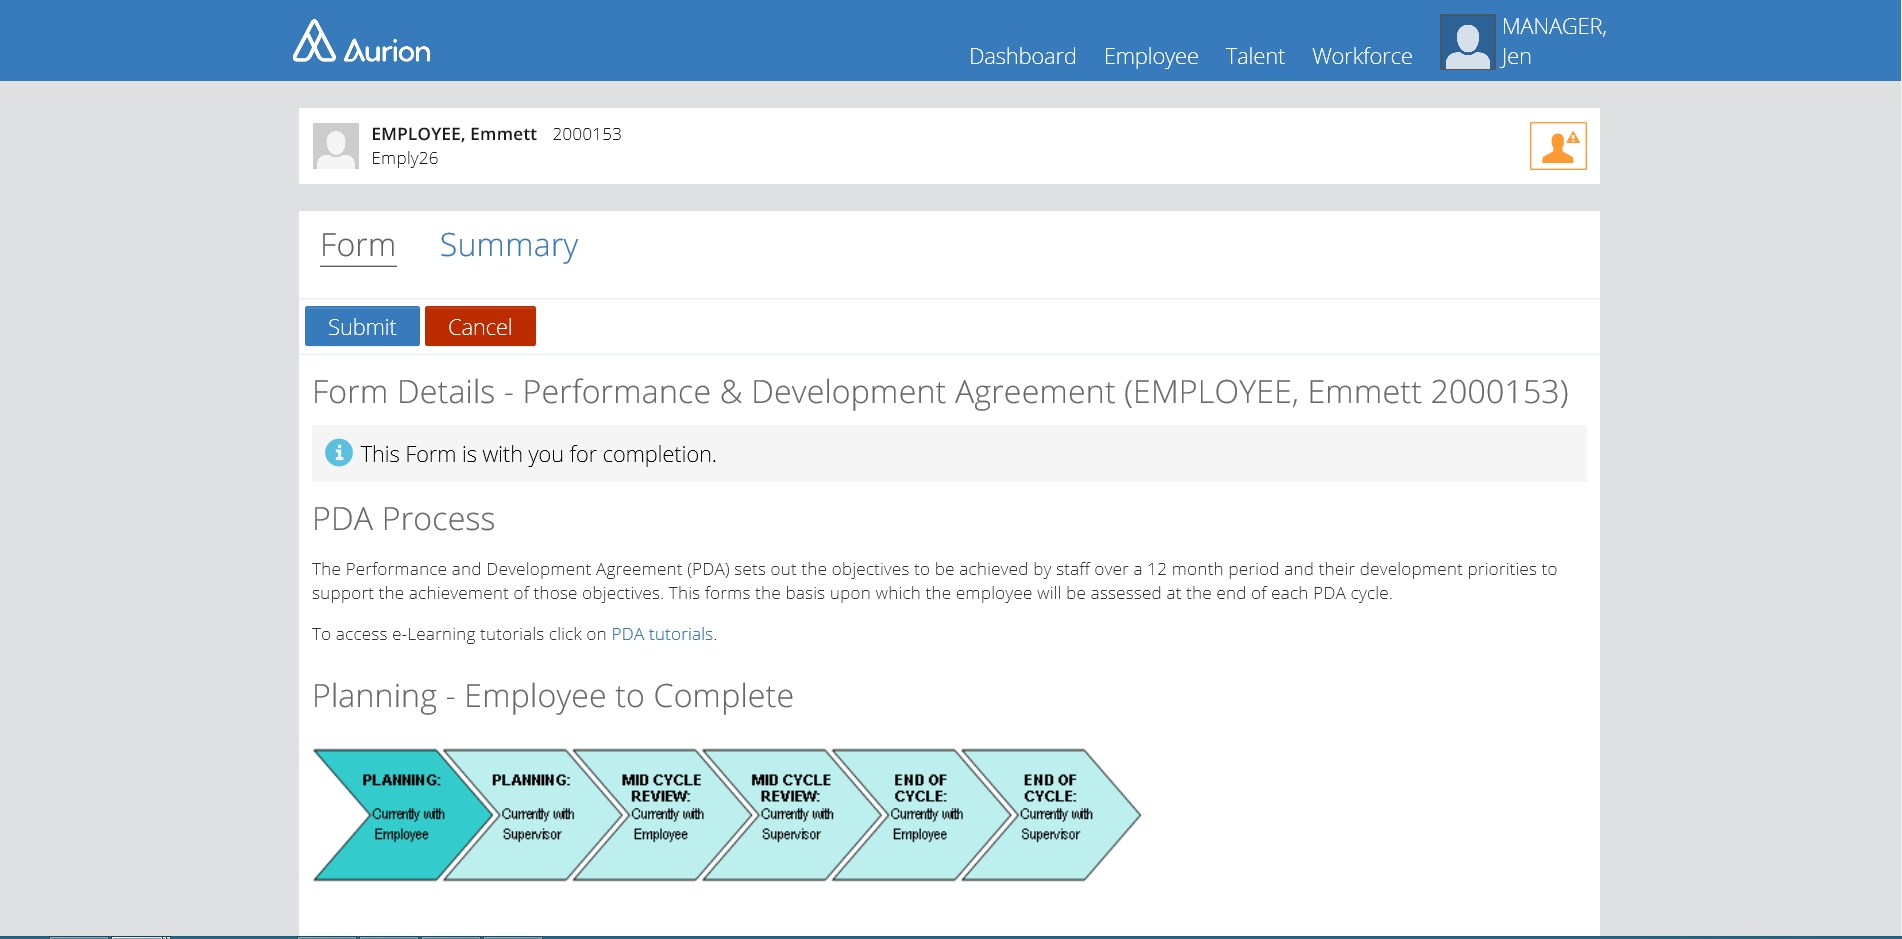 Aurion
Dashboard Employee Talent Workforce
MANAGER,
Jen
EMPLOYEE, Emmett 2000153
Emply26
Form Summary
Submit Cancel
Form Details - Performance & Development Agreement (EMPLOYEE, Emmett 2000153)
This Form is with you for completion.
PDA Process
The Performance and Development Agreement (PDA) sets out the objectives to be achieved by staff over a 12 month period and their development priorities to
support the achievement of those objectives. This forms the basis upon which the employee will be assessed at the end of each PDA cycle.
To access e-Learning tutorials click on PDA tutorials.
Planning - Employee to Complete
PLANNING:
Currently with
Employee
PLANNING:
Currently with
Supervisor
MID CYCLE
REVIEW:
Currently with
Employee
MID CYCLE
REVIEW:
Currently with
Supervisor
END OF
CYCLE:
Currently with
Employee
END OF
CYCLE:
Currently with
Supervisor